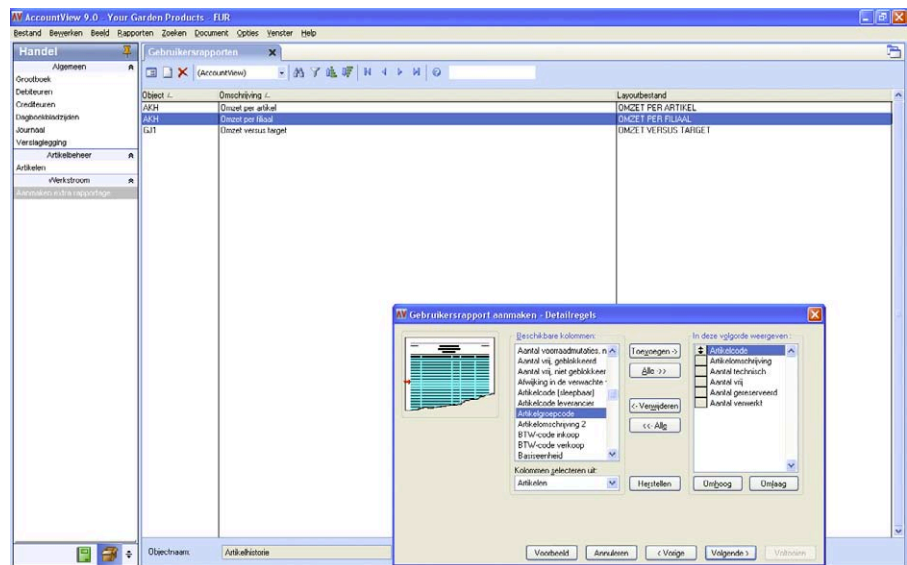 AccountView 9.0 - Your Garden Products - EUR
Bestand Bewerken Beeld Rapporten Zoeken Document Opties Venster Help
Handel
Gebruikersrapporten
Algemeen
(AccountView)
Grootboek
Debiteuren
Crediteuren
Dagboekbladzijden
Journaal
Verslaglegging
Artikelbeheer
Artikelen
Werkstroom
Aanmaken extra rapportage
Object Omschrijving Layoutbestand
AKH Omzet per artikel OMZET PER ARTIKEL
AKH Omzet per filiaal OMZET PER FILIAAL
GJ1 Omzet versus target OMZET VERSUS TARGET
Gebruikersrapport aanmaken - Detailregels
Beschikbare kolommen:
In deze volgorde weergeven:
Aantal voorraadmutaties, n
Aantal vrij, geblokkeerd
Aantal vrij, niet geblokkeer
Afwijking in de verwachte
Artikelcode (sleepbaar)
Artikelcode leverancier
Artikelgroepcode
Artikelomschrijving 2
BTW-code inkoop
BTW-code verkoop
Basiseenheid
Toevoegen ->
Alle >>
<- Verwijderen
<<- Alle
Artikelcode
Artikelomschrijving
Aantal technisch
Aantal vrij
Aantal gereserveerd
Aantal verwerkt
Kolommen selecteren uit:
Artikelen
Herstellen
Omhoog
Omlaag
Objectnaam: Artikelhistorie
Voorbeeld Annuleren < Vorige Volgende > Voltooien